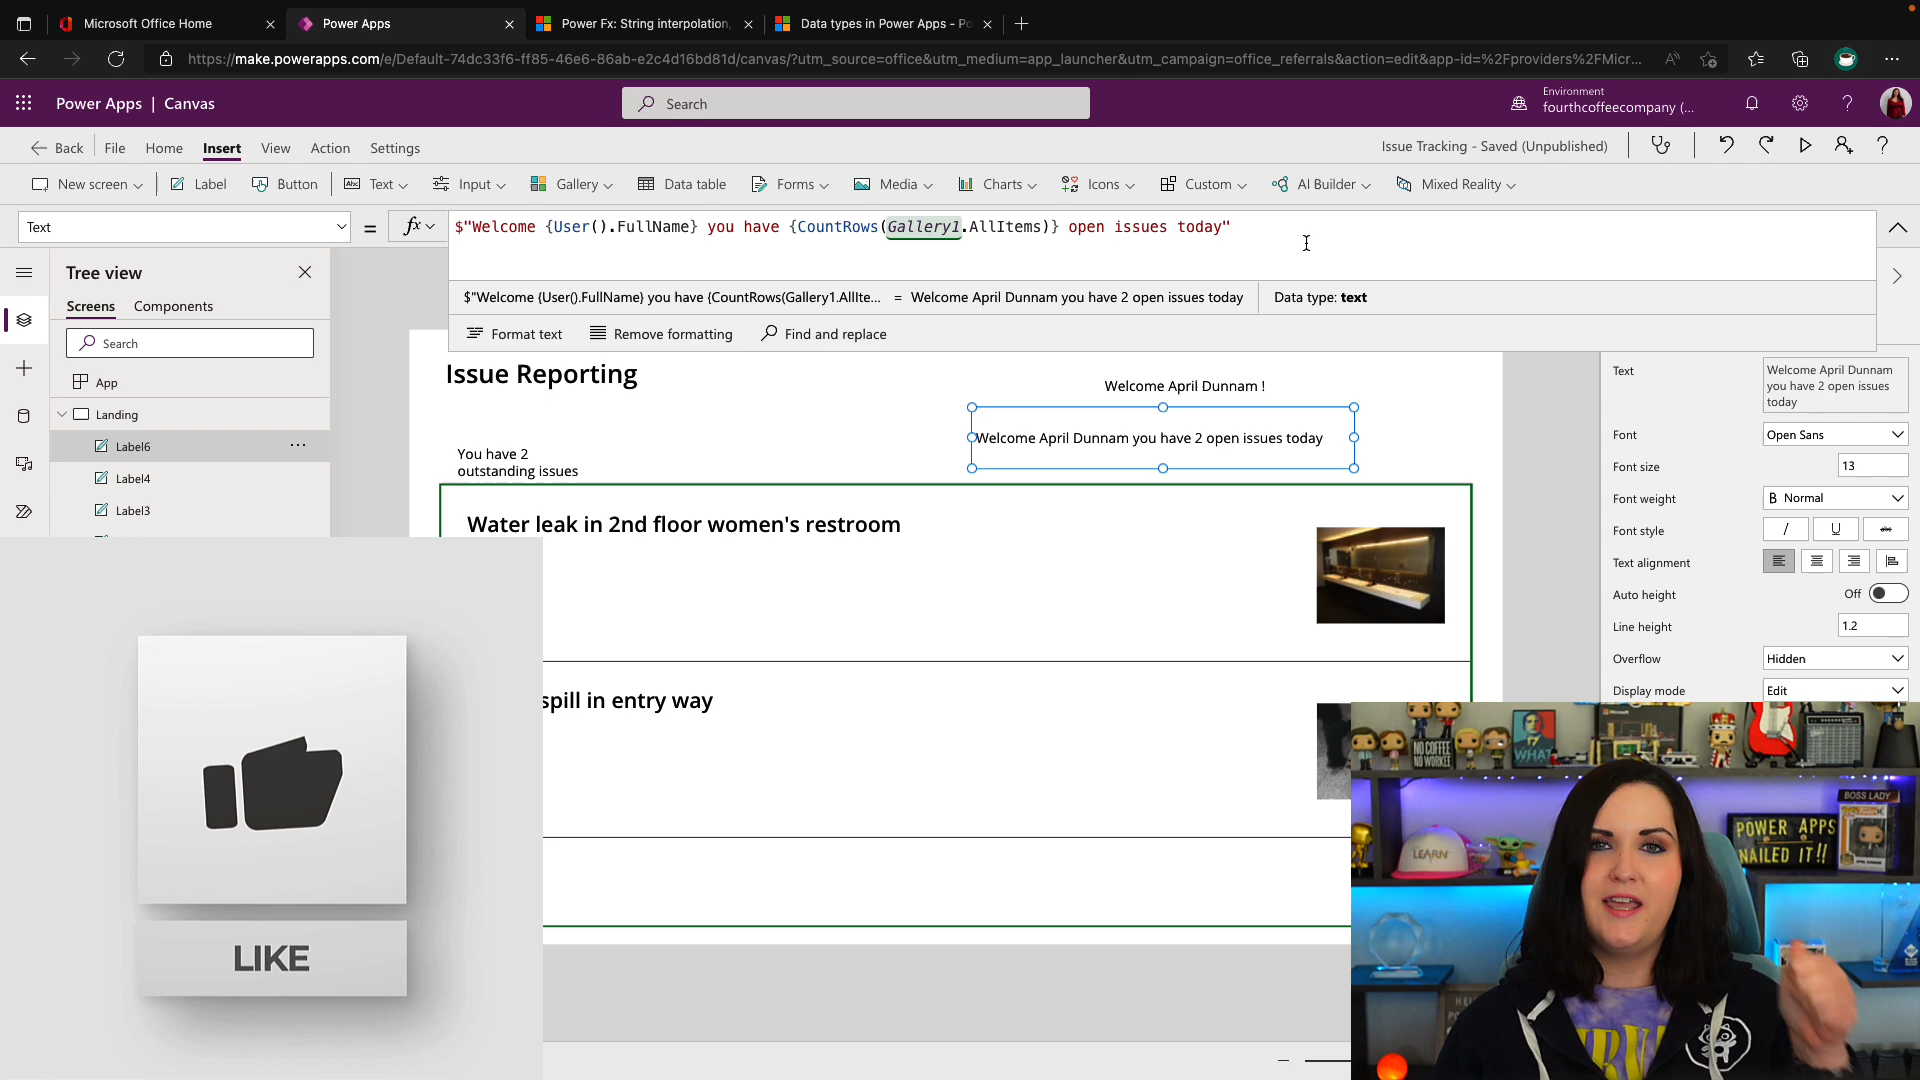 Microsoft Office Home
Power Apps
Power Fx: String interpolation,
Data types in Power Apps - Po
https://make.powerapps.com/e/Default-74dc33f6-ff85-46e6-86ab-e2c4d16bd81d/canvas/?utm_source=office&utm_medium=app_launcher&utm_campaign=office_referrals&action=edit&app-id=%2Fproviders%2FMicr...
Power Apps | Canvas
Search
Environment
fourthcoffeecompany (...
Back
File
Home
Insert
View
Action
Settings
Issue Tracking - Saved (Unpublished)
New screen
Label
Button
Text
Input
Gallery
Data table
Forms
Media
Charts
Icons
Custom
AI Builder
Mixed Reality
Text
=
fx
$"Welcome {User().FullName} you have {CountRows(Gallery1.AllItems)} open issues today"
$"Welcome {User().FullName} you have {CountRows(Gallery1.AllIte... = Welcome April Dunnam you have 2 open issues today
Data type: text
Format text
Remove formatting
Find and replace
Tree view
Screens
Components
Search
App
Landing
Label6
Label4
Label3
Issue Reporting
Welcome April Dunnam !
Welcome April Dunnam you have 2 open issues today
You have 2
outstanding issues
Water leak in 2nd floor women's restroom
spill in entry way
Text
Welcome April Dunnam
you have 2 open issues
today
Font
Open Sans
Font size
13
Font weight
B Normal
Font style
/ U abc
Text alignment
Auto height
Off
Line height
1.2
Overflow
Hidden
Display mode
Edit
LIKE
NO COFFEE
NO WORKEE
WHAT
BOSS LADY
POWER APPS
NAILED IT!!
LEARN